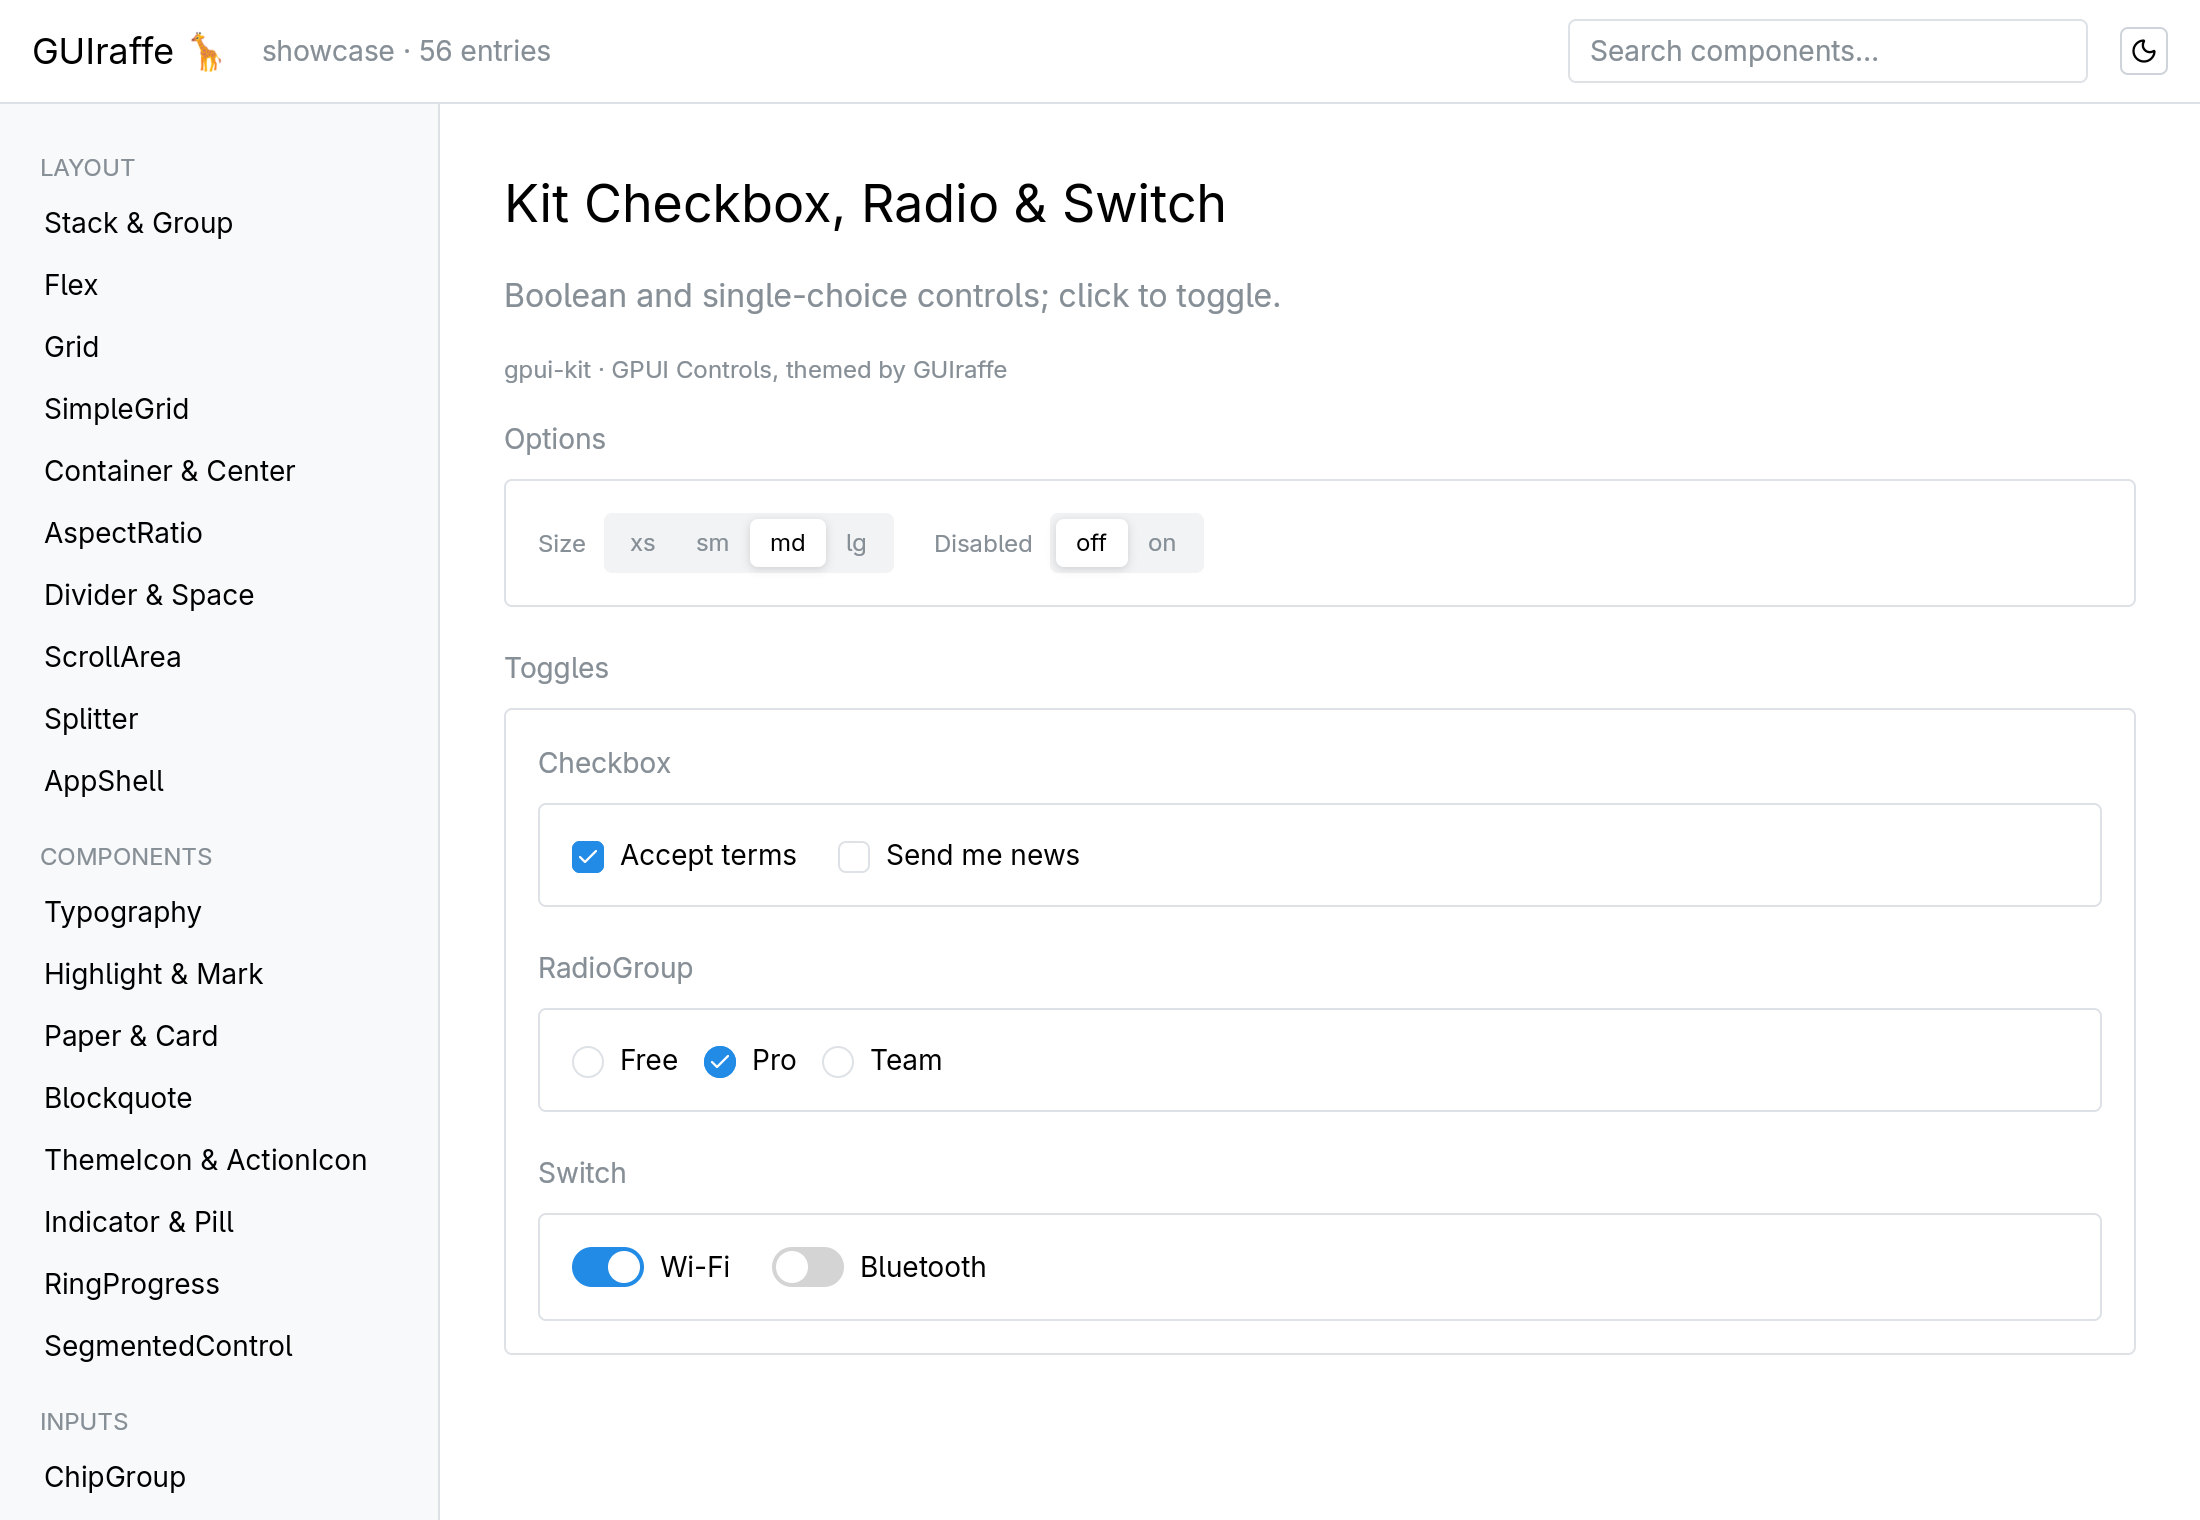 GUIraffe 🦒 showcase · 56 entries
Search components...
LAYOUT
Stack & Group
Flex
Grid
SimpleGrid
Container & Center
AspectRatio
Divider & Space
ScrollArea
Splitter
AppShell
COMPONENTS
Typography
Highlight & Mark
Paper & Card
Blockquote
ThemeIcon & ActionIcon
Indicator & Pill
RingProgress
SegmentedControl
INPUTS
ChipGroup
Kit Checkbox, Radio & Switch
Boolean and single-choice controls; click to toggle.
gpui-kit · GPUI Controls, themed by GUIraffe
Options
Size xs sm md lg Disabled off on
Toggles
Checkbox
Accept terms Send me news
RadioGroup
Free Pro Team
Switch
Wi-Fi Bluetooth